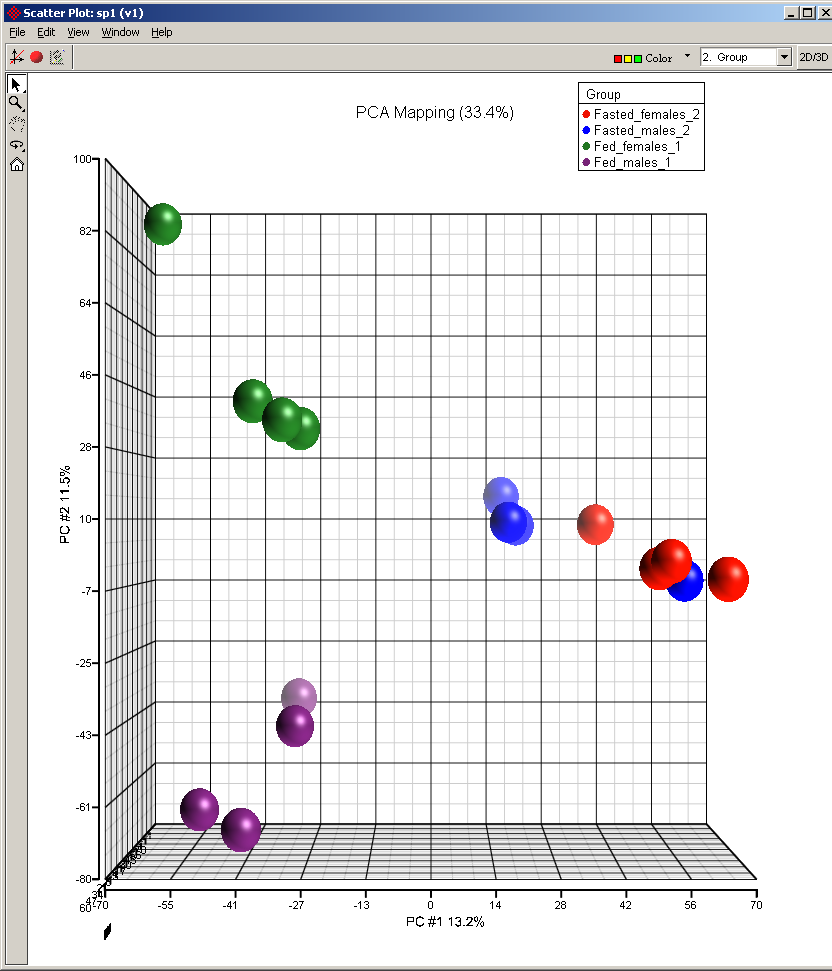 Scatter Plot: sp1 (v1)
File Edit View Window Help
Color 2. Group 2D/3D
PCA Mapping (33.4%)
Group
Fasted_females_2
Fasted_males_2
Fed_females_1
Fed_males_1
100
82
64
46
28
10
-7
-25
-43
-61
-80
PC #2 11.5%
60
-70 -55 -41 -27 -13 0 14 28 42 56 70
PC #1 13.2%